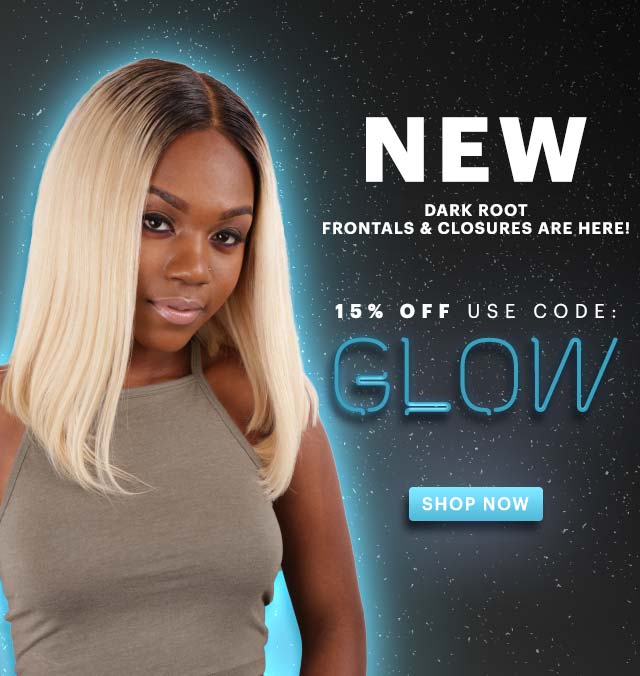 NEW
DARK ROOT
FRONTALS & CLOSURES ARE HERE!
15% OFF USE CODE:
GLOW
SHOP NOW